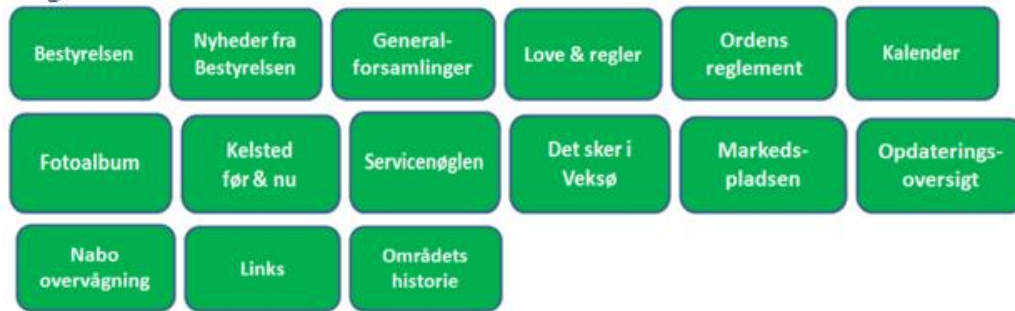 Bestyrelsen
Nyheder fra
Bestyrelsen
General-
forsamlinger
Love & regler
Ordens
reglement
Kalender
Fotoalbum
Kelsted
før & nu
Servicenøglen
Det sker i
Veksø
Markeds-
pladsen
Opdaterings-
oversigt
Nabo
overvågning
Links
Områdets
historie